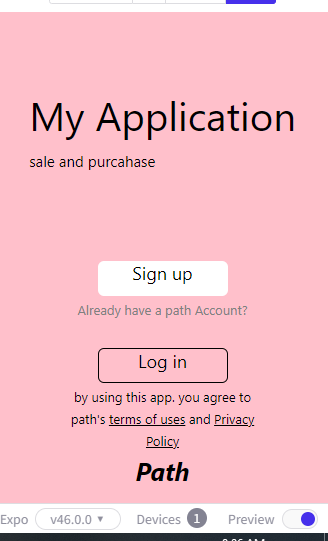 My Application
sale and purcahase
Sign up
Already have a path Account?
Log in
by using this app. you agree to
path's terms of uses and Privacy
Policy
Path
Expo v46.0.0 ▼ Devices 1 Preview